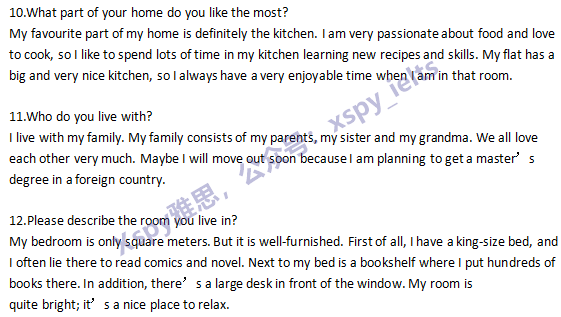 10.What part of your home do you like the most?
My favourite part of my home is definitely the kitchen. I am very passionate about food and love
to cook, so I like to spend lots of time in my kitchen learning new recipes and skills. My flat has a
big and very nice kitchen, so I always have a very enjoyable time when I am in that room.
11.Who do you live with?
I live with my family. My family consists of my parents, my sister and my grandma. We all love
each other very much. Maybe I will move out soon because I am planning to get a master’s
degree in a foreign country.
12.Please describe the room you live in?
My bedroom is only square meters. But it is well-furnished. First of all, I have a king-size bed, and
I often lie there to read comics and novel. Next to my bed is a bookshelf where I put hundreds of
books there. In addition, there’s a large desk in front of the window. My room is
quite bright; it’s a nice place to relax.
Xspy雅思，公众号：xspy_ielts